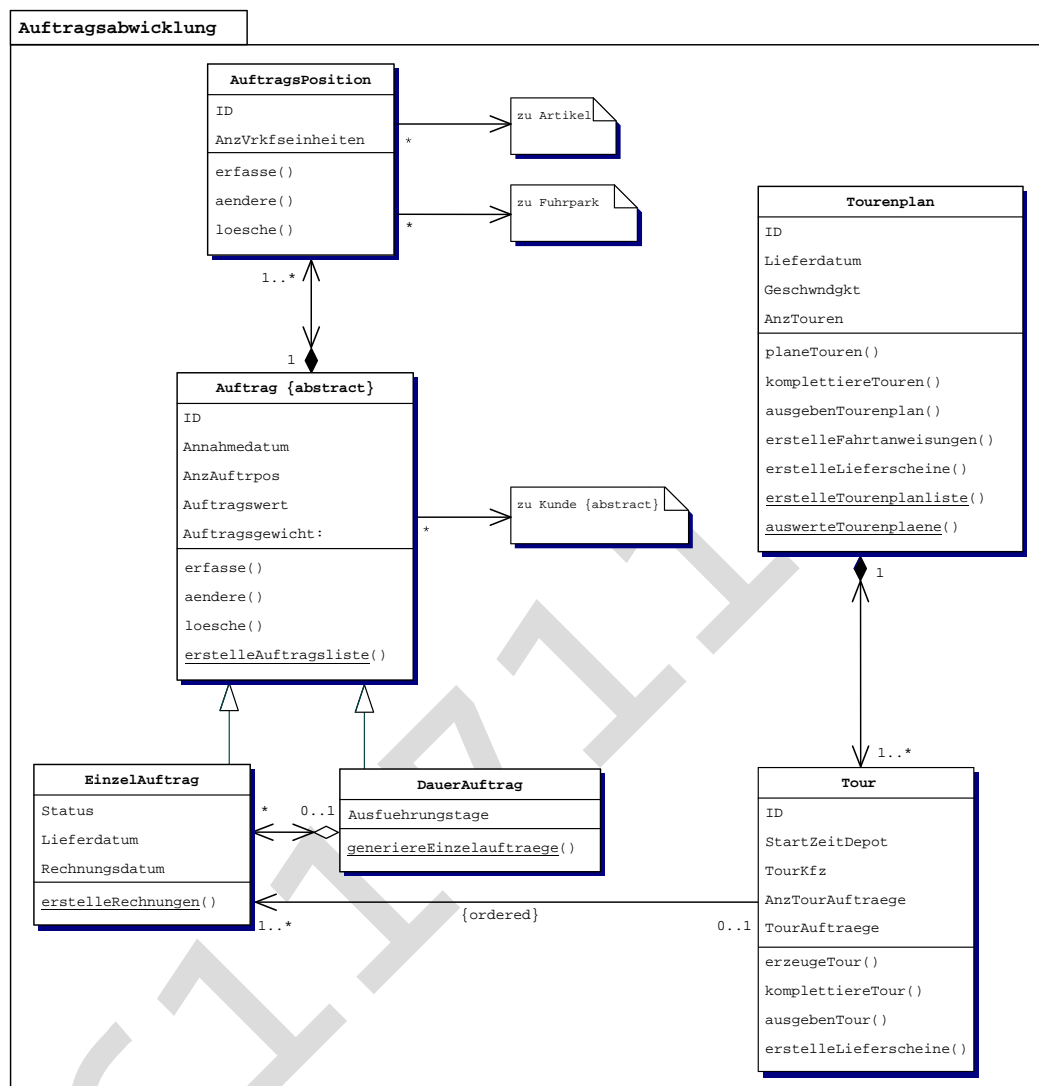 Auftragsabwicklung
AuftragsPosition
ID
AnzVrkfseinheiten
erfasse()
aendere()
loesche()
*
zu Artikel
*
zu Fuhrpark
1..*
1
Auftrag {abstract}
ID
Annahmedatum
AnzAuftrpos
Auftragswert
Auftragsgewicht:
erfasse()
aendere()
loesche()
erstelleAuftragsliste()
*
zu Kunde {abstract}
Tourenplan
ID
Lieferdatum
Geschwndgkt
AnzTouren
planeTouren()
komplettiereTouren()
ausgebenTourenplan()
erstelleFahrtanweisungen()
erstelleLieferscheine()
erstelleTourenplanliste()
auswerteTourenplaene()
1
1..*
EinzelAuftrag
Status
Lieferdatum
Rechnungsdatum
erstelleRechnungen()
*
0..1
DauerAuftrag
Ausfuehrungstage
generiereEinzelauftraege()
1..*
{ordered}
0..1
Tour
ID
StartZeitDepot
TourKfz
AnzTourAuftraege
TourAuftraege
erzeugeTour()
komplettiereTour()
ausgebenTour()
erstelleLieferscheine()